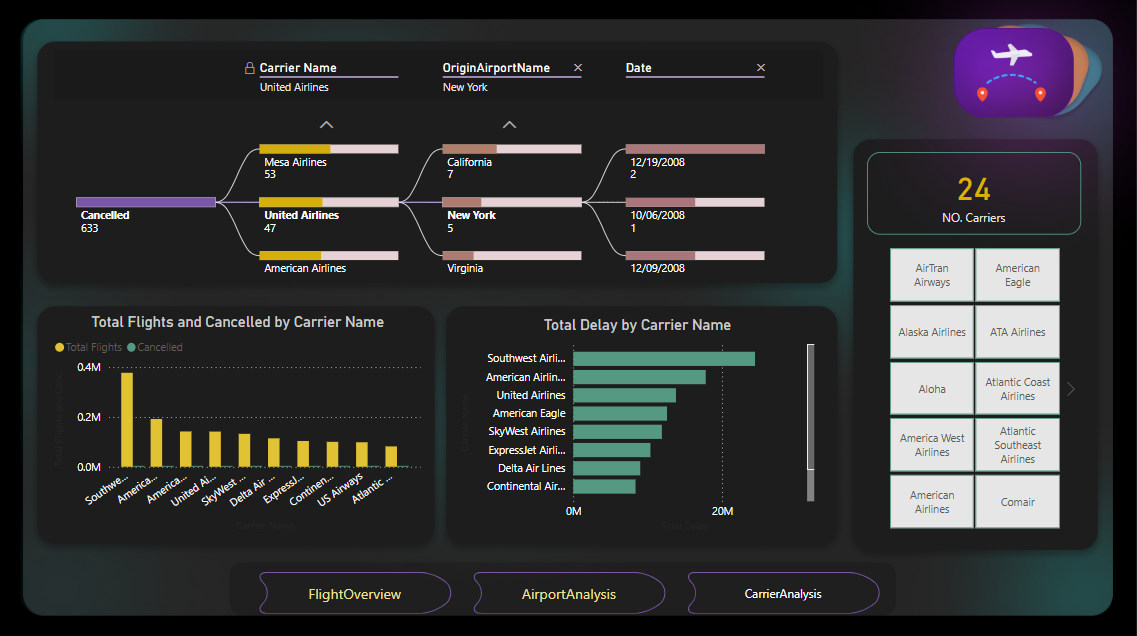 Carrier Name
United Airlines
OriginAirportName
New York
Date
Mesa Airlines
53
California
7
12/19/2008
2
Cancelled
633
United Airlines
47
New York
5
10/06/2008
1
American Airlines
Virginia
12/09/2008
24
NO. Carriers
AirTran
Airways
American
Eagle
Alaska Airlines
ATA Airlines
Aloha
Atlantic Coast
Airlines
America West
Airlines
Atlantic
Southeast
Airlines
American
Airlines
Comair
Total Flights and Cancelled by Carrier Name
Total Flights
Cancelled
0.4M
0.2M
0.0M
Southwe...
America...
America...
United Ai...
SkyWest ...
Delta Air ...
ExpressJ...
Continen...
US Airways
Atlantic ...
Carrier Name
Total Delay by Carrier Name
Southwest Airli...
American Airlin...
United Airlines
American Eagle
SkyWest Airlines
ExpressJet Airli...
Delta Air Lines
Continental Air...
0M
20M
Total Delay
FlightOverview
AirportAnalysis
CarrierAnalysis